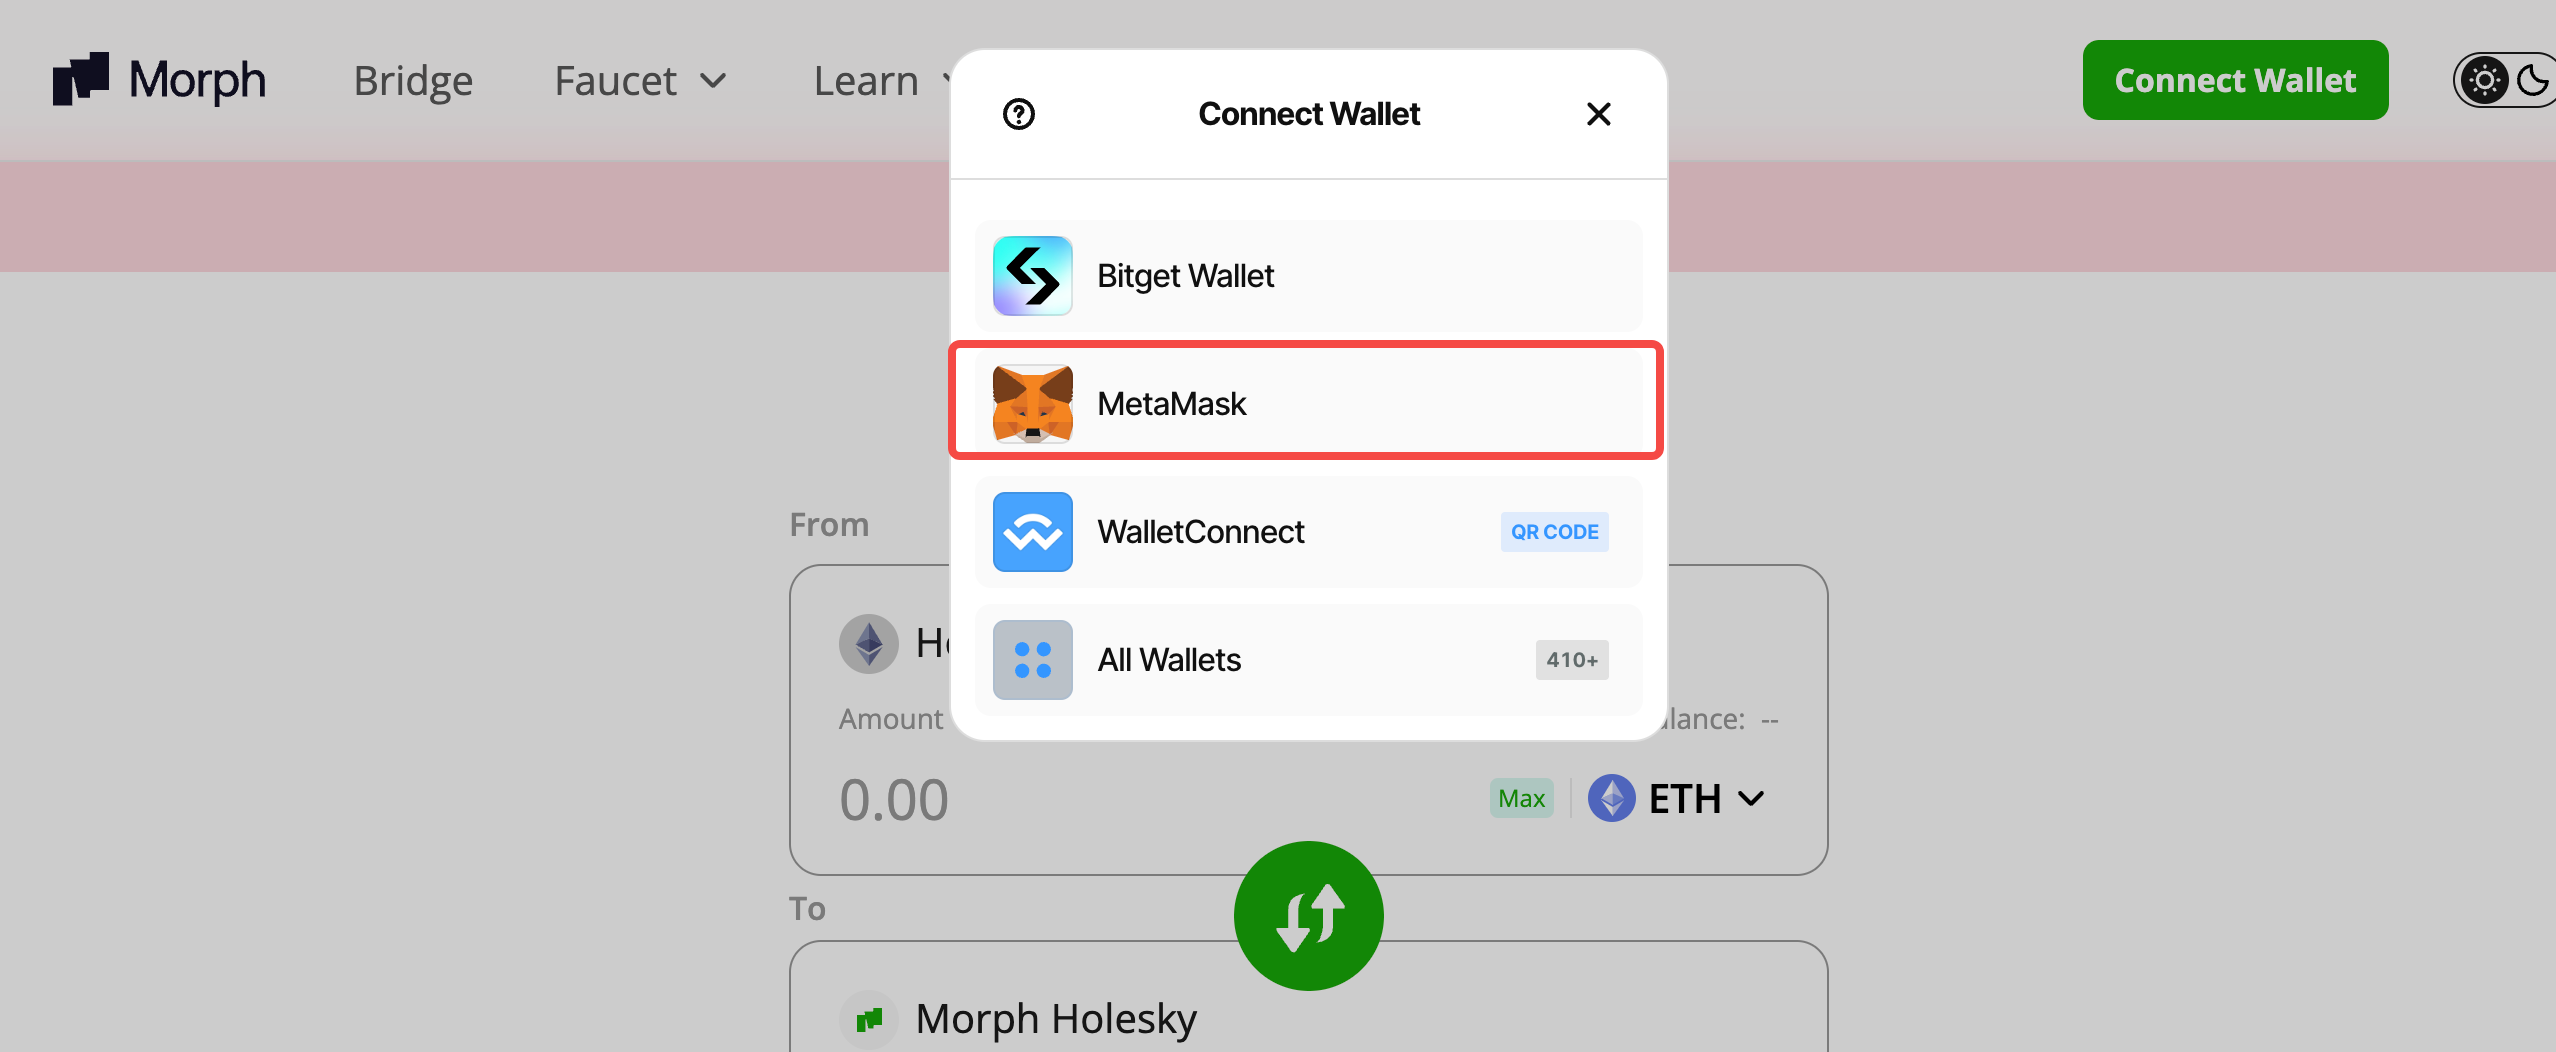 Morph Bridge Faucet Learn Connect Wallet
Connect Wallet
Bitget Wallet
MetaMask
WalletConnect QR CODE
All Wallets 410+
From
Amount
0.00 Max ETH
To
Morph Holesky